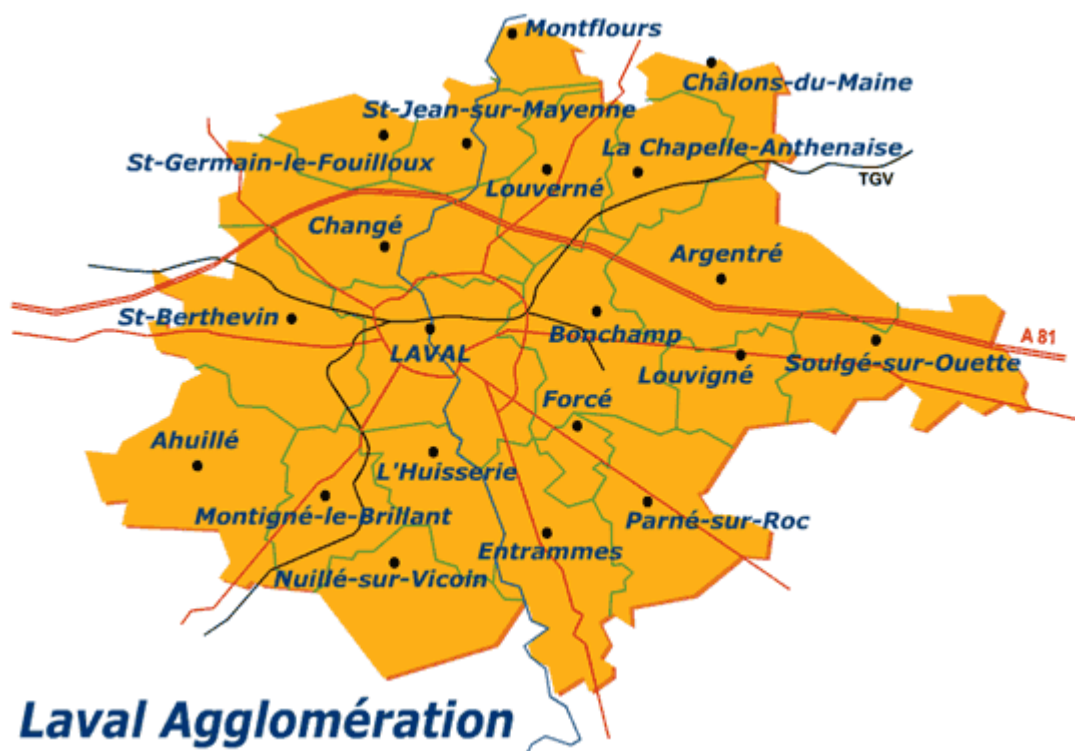 Montflours
Châlons-du-Maine
St-Jean-sur-Mayenne
La Chapelle-Anthenaise
St-Germain-le-Fouilloux
TGV
Louverné
Changé
Argentré
St-Berthevin
Bonchamp
A 81
LAVAL
Louvigné
Soulgé-sur-Ouette
Forcé
Ahuillé
L'Huisserie
Montigné-le-Brillant
Parné-sur-Roc
Entrammes
Nuillé-sur-Vicoin
Laval Agglomération